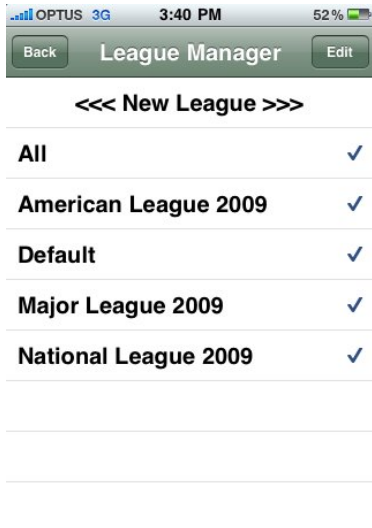 OPTUS 3G 3:40 PM 52%
Back League Manager Edit
<<< New League >>>
All
American League 2009
Default
Major League 2009
National League 2009